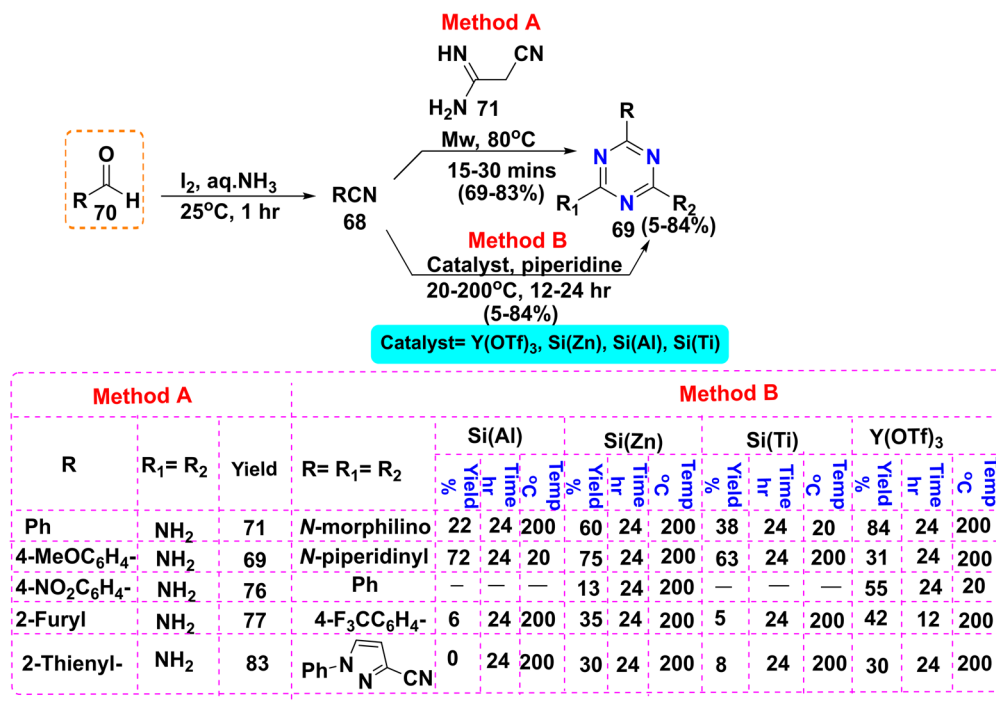 Method A
HN CN
H₂N 71
Mw, 80°C
15-30 mins
(69-83%)
O
R H
70
I₂, aq.NH₃
25°C, 1 hr
RCN
68
R
N N
R₁ N R₂
69 (5-84%)
Method B
Catalyst, piperidine
20-200°C, 12-24 hr
(5-84%)
Catalyst= Y(OTf)₃, Si(Zn), Si(Al), Si(Ti)
Method A Method B
Si(Al) Si(Zn) Si(Ti) Y(OTf)₃
R R₁= R₂ Yield R= R₁= R₂ Yield % Time hr Temp °C Yield % Time hr Temp °C Yield % Time hr Temp °C Yield % Time hr Temp °C
Ph NH₂ 71 N-morphilino 22 24 200 60 24 200 38 24 20 84 24 200
4-MeOC₆H₄- NH₂ 69 N-piperidinyl 72 24 20 75 24 200 63 24 200 31 24 200
4-NO₂C₆H₄- NH₂ 76 Ph — — — 13 24 200 — — — 55 24 20
2-Furyl NH₂ 77 4-F₃CC₆H₄- 6 24 200 35 24 200 5 24 200 42 12 200
2-Thienyl- NH₂ 83 Ph N N CN 0 24 200 30 24 200 8 24 200 30 24 200